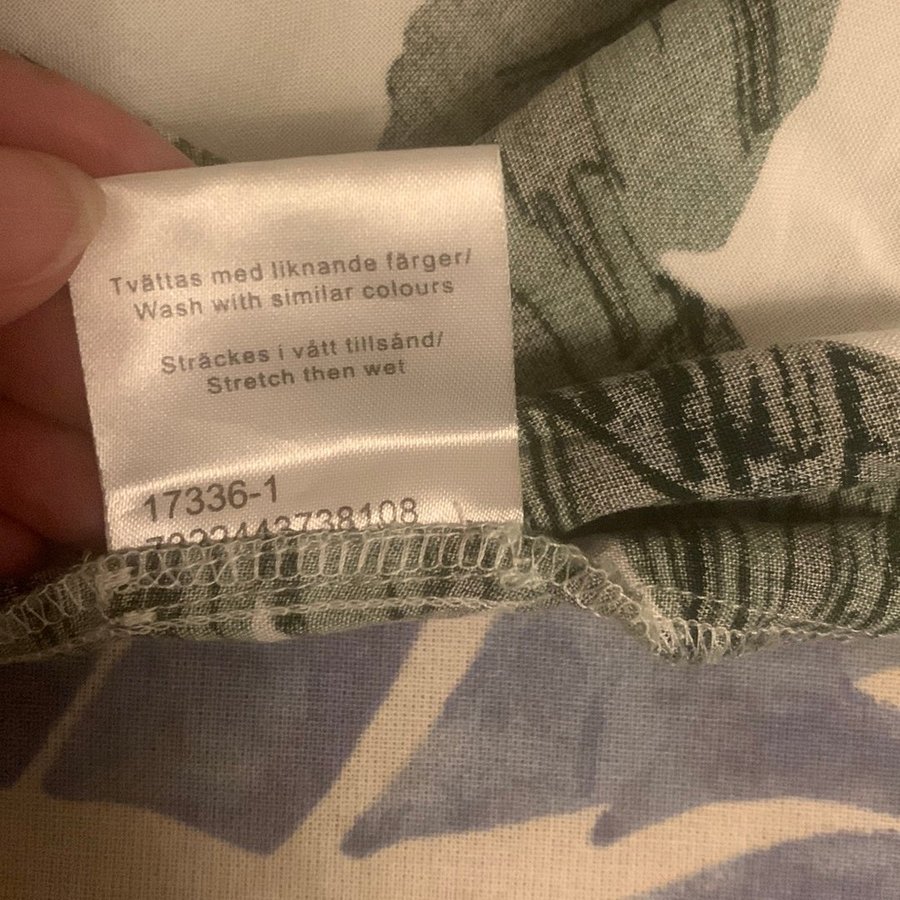 Tvättas med liknande färger/
Wash with similar colours
Sträckes i vått tillsånd/
Stretch then wet
17336-1